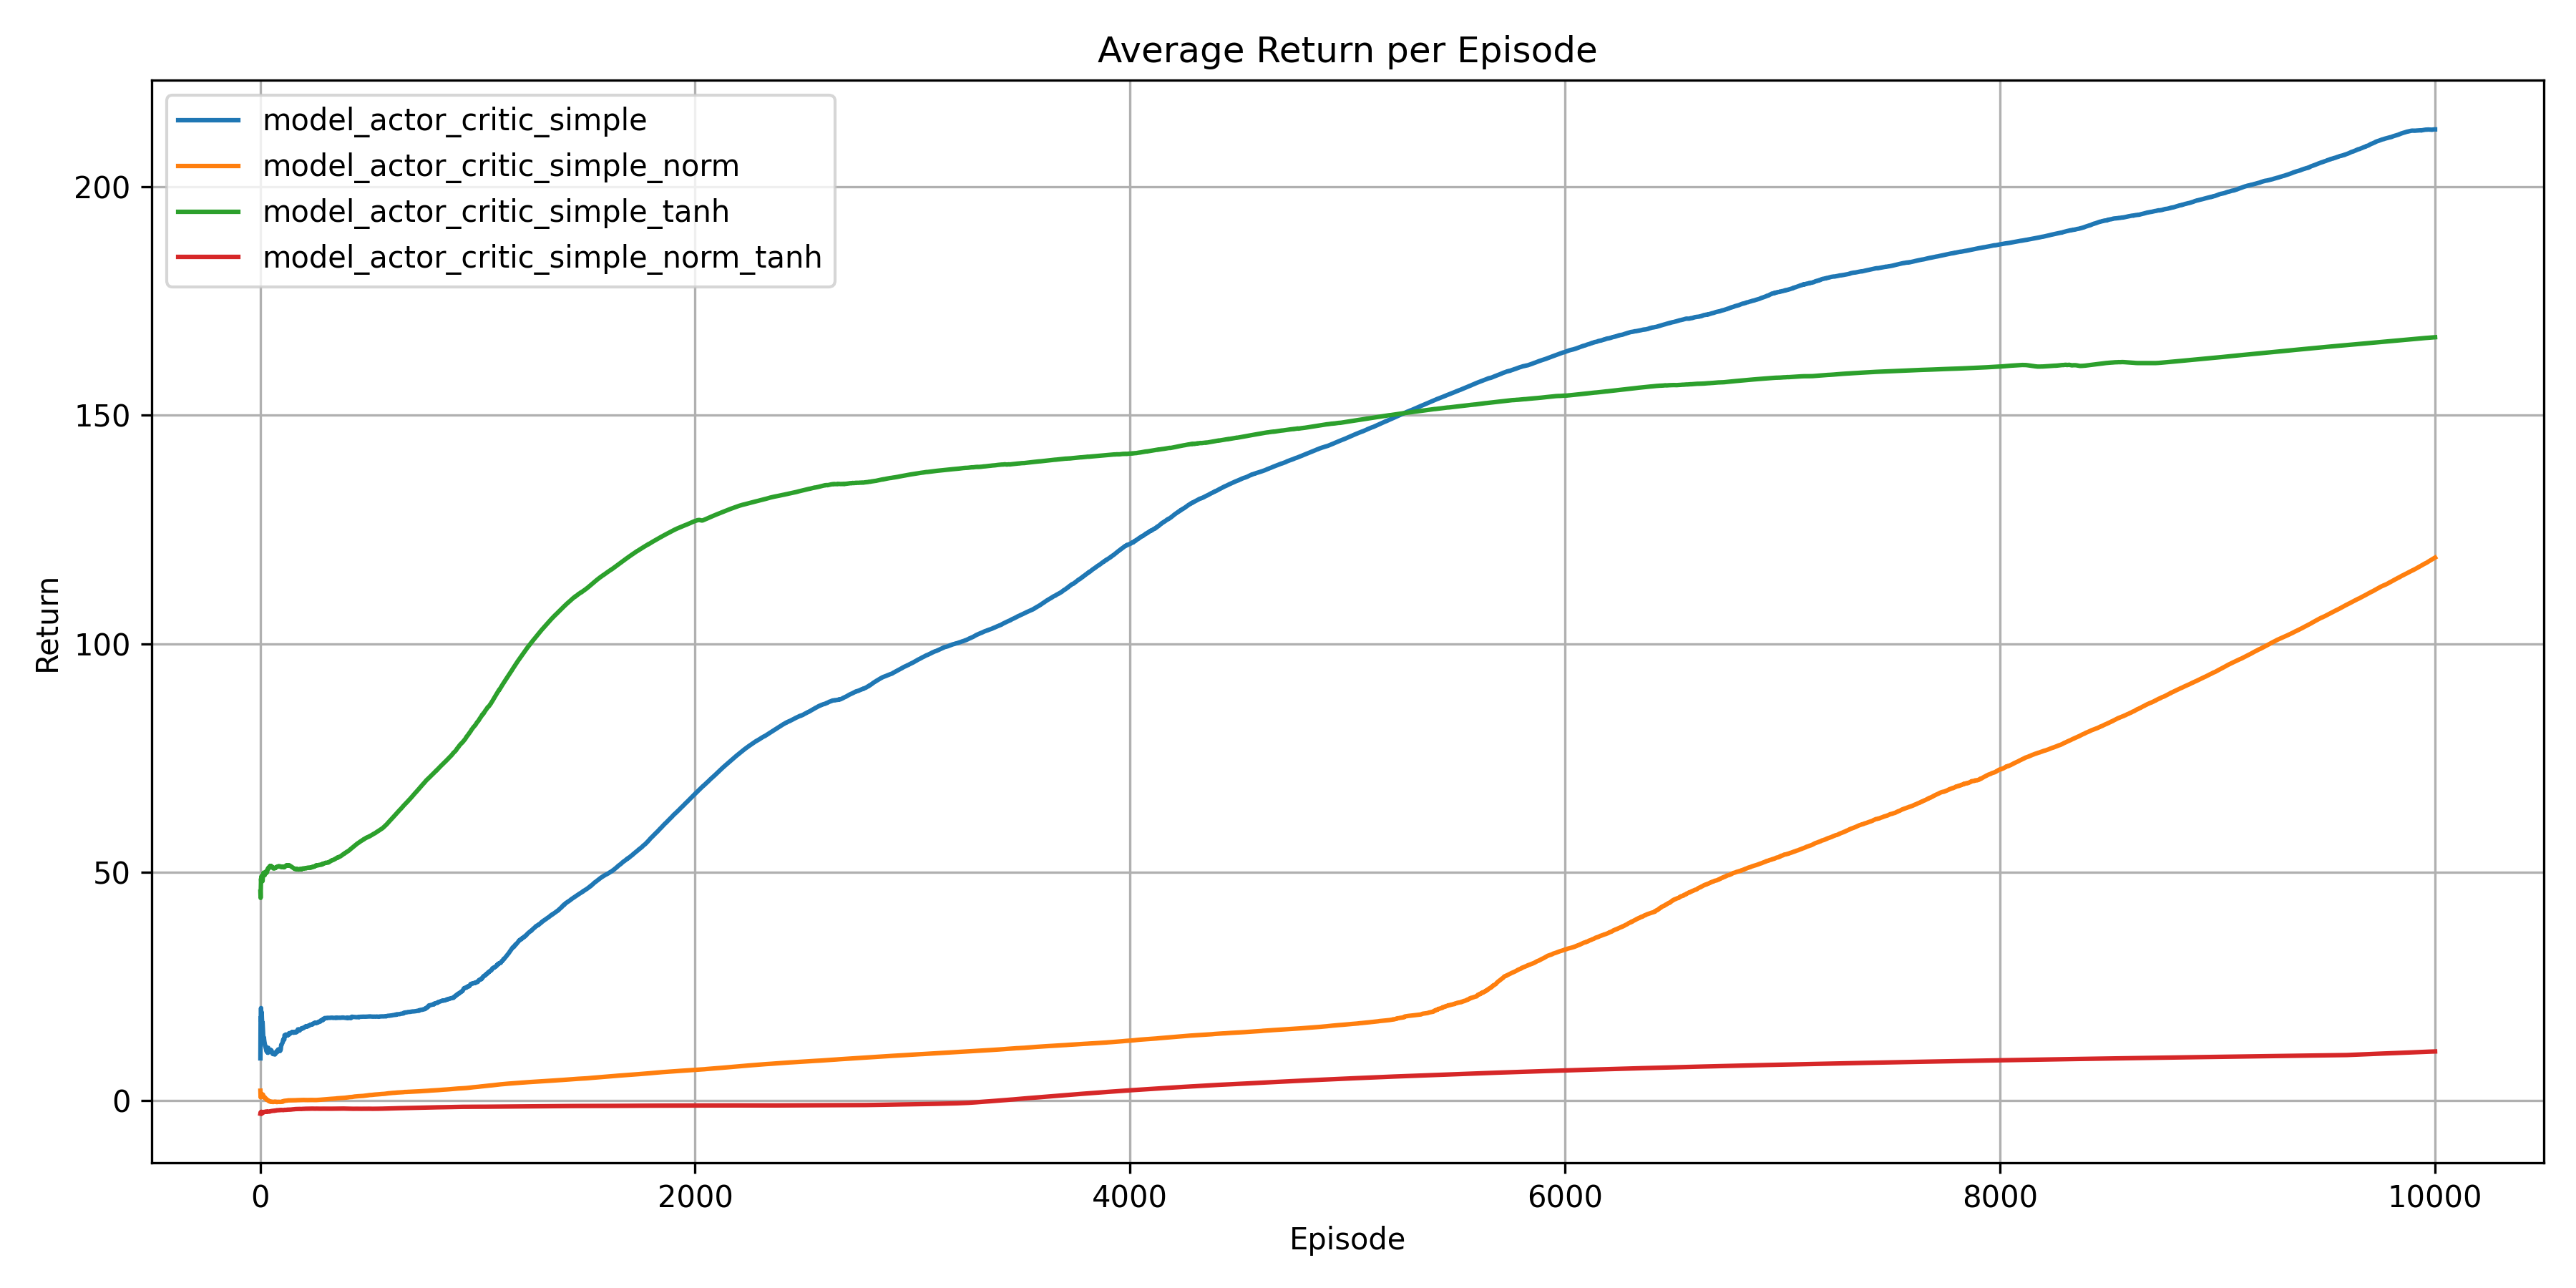 Average Return per Episode
model_actor_critic_simple
model_actor_critic_simple_norm
model_actor_critic_simple_tanh
model_actor_critic_simple_norm_tanh
200
150
100
50
0
Return
0 2000 4000 6000 8000 10000
Episode